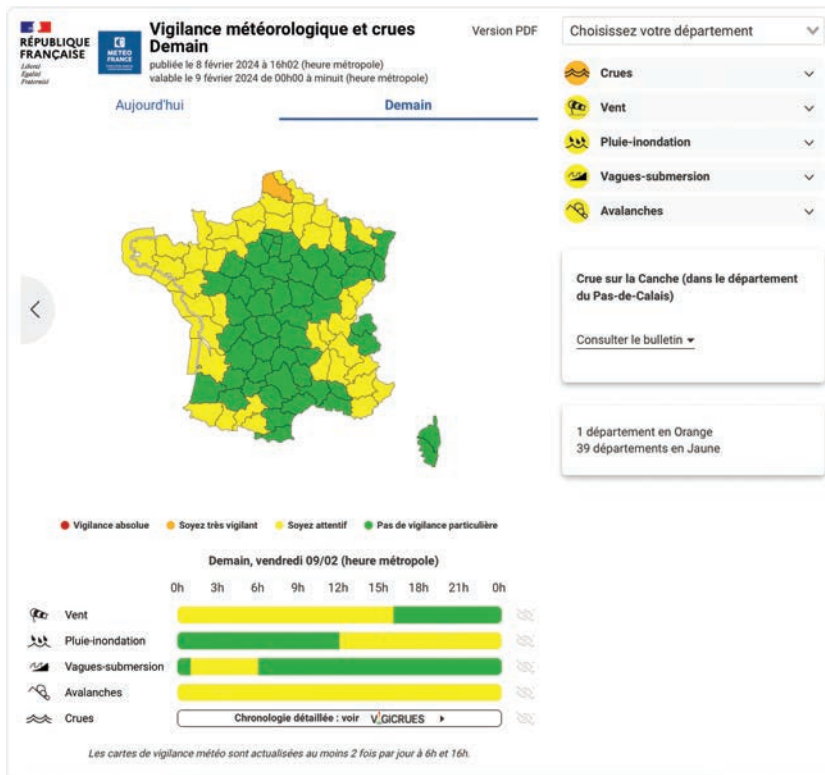 RÉPUBLIQUE
FRANÇAISE
Liberté
Égalité
Fraternité
METEO
FRANCE
Vigilance météorologique et crues
Demain
publiée le 8 février 2024 à 16h02 (heure métropole)
valable le 9 février 2024 de 00h00 à minuit (heure métropole)
Version PDF
Aujourd'hui
Demain
Choisissez votre département
Crues
Vent
Pluie-inondation
Vagues-submersion
Avalanches
Crue sur la Canche (dans le département
du Pas-de-Calais)
Consulter le bulletin
1 département en Orange
39 départements en Jaune
Vigilance absolue Soyez très vigilant Soyez attentif Pas de vigilance particulière
Demain, vendredi 09/02 (heure métropole)
0h 3h 6h 9h 12h 15h 18h 21h 0h
Vent
Pluie-inondation
Vagues-submersion
Avalanches
Crues
Chronologie détaillée : voir VIGICRUES
Les cartes de vigilance météo sont actualisées au moins 2 fois par jour à 6h et 16h.